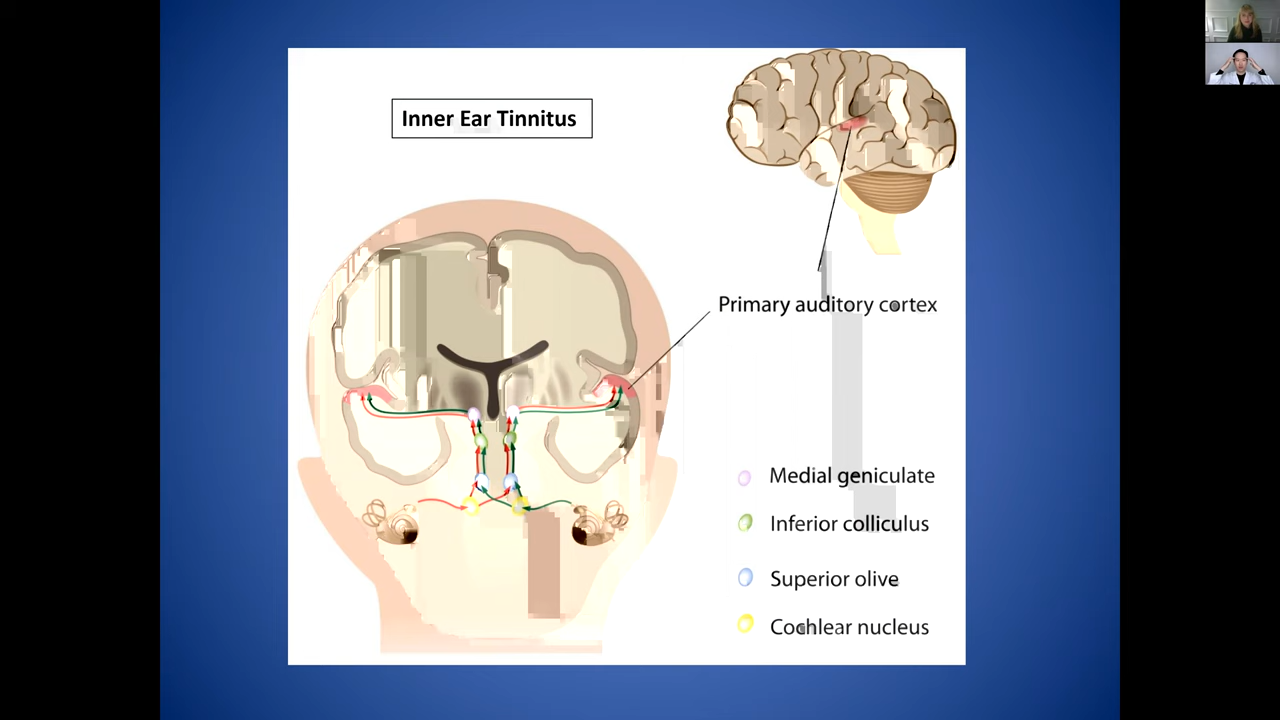 Inner Ear Tinnitus
Primary auditory cortex
Medial geniculate
Inferior colliculus
Superior olive
Cochlear nucleus